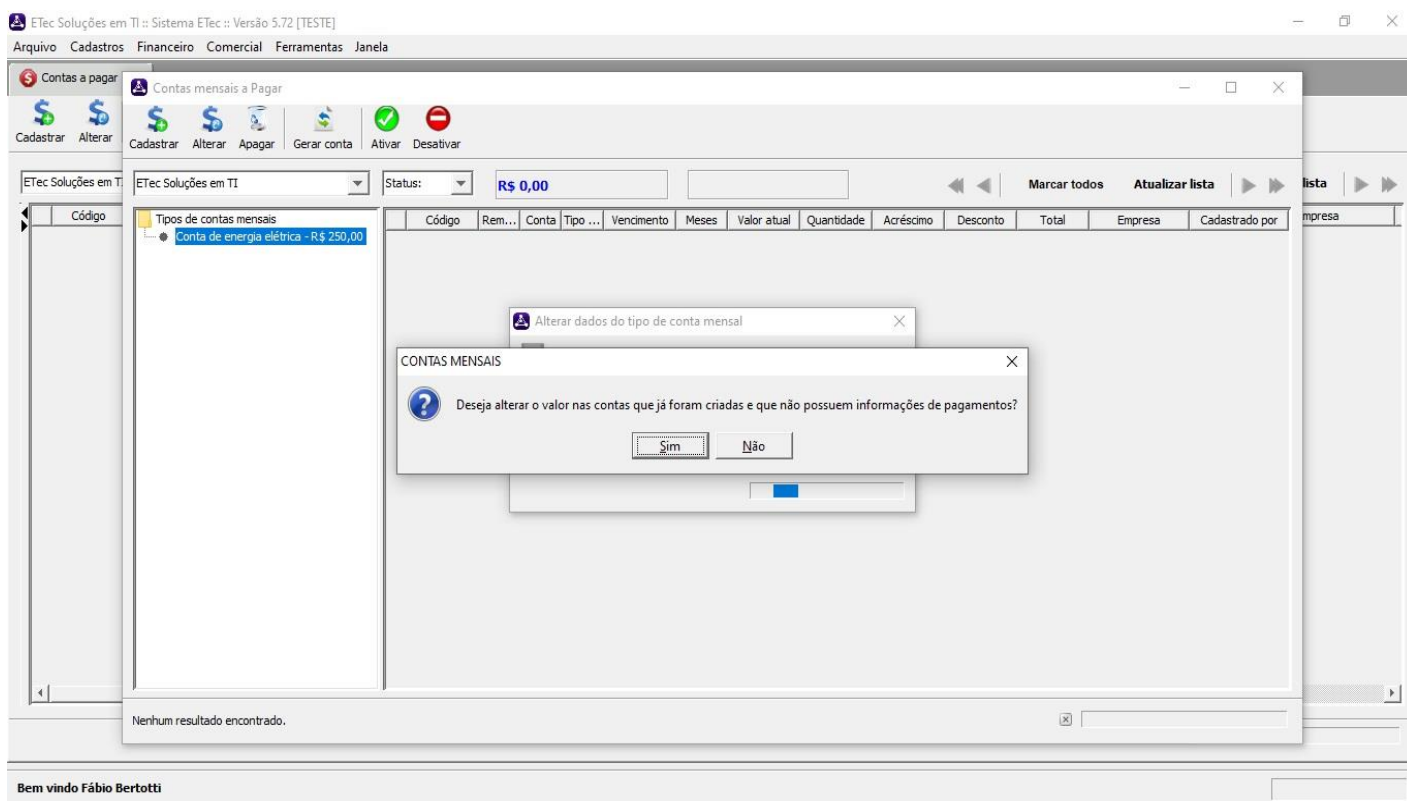 ETec Soluções em TI :: Sistema ETec :: Versão 5.72 [TESTE]
Arquivo Cadastros Financeiro Comercial Ferramentas Janela
Contas a pagar
Cadastrar Alterar
ETec Soluções em T
Código
Contas mensais a Pagar
Cadastrar Alterar Apagar Gerar conta Ativar Desativar
ETec Soluções em TI Status: R$ 0,00 Marcar todos Atualizar lista
lista
Tipos de contas mensais
Conta de energia elétrica - R$ 250,00
Código Rem... Conta Tipo ... Vencimento Meses Valor atual Quantidade Acréscimo Desconto Total Empresa Cadastrado por
mpresa
Alterar dados do tipo de conta mensal
CONTAS MENSAIS
Deseja alterar o valor nas contas que já foram criadas e que não possuem informações de pagamentos?
Sim Não
Nenhum resultado encontrado.
Bem vindo Fábio Bertotti